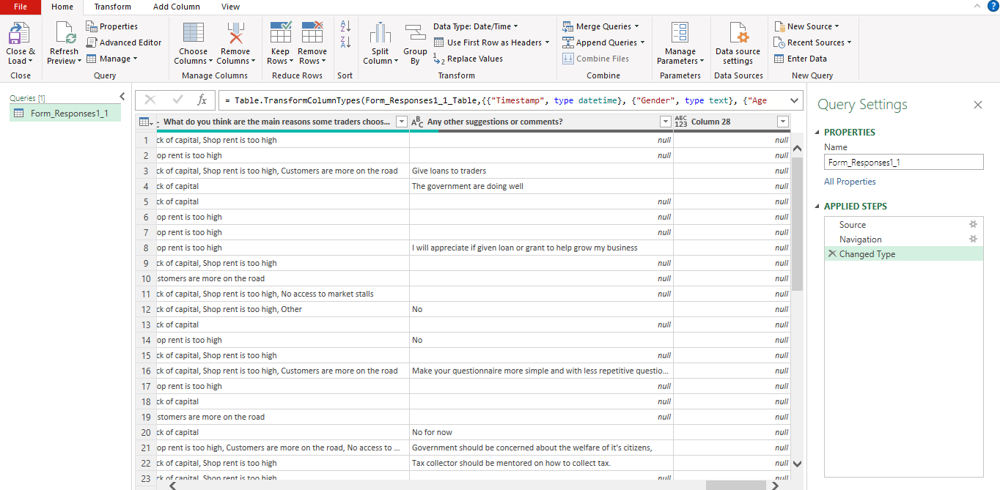 File Home Transform Add Column View
Close & Load
Refresh Preview
Properties
Advanced Editor
Manage
Choose Columns
Remove Columns
Keep Rows
Remove Rows
Split Column
Group By
Data Type: Date/Time
Use First Row as Headers
Replace Values
Merge Queries
Append Queries
Combine Files
Manage Parameters
Data source settings
New Source
Recent Sources
Enter Data
Close Query Manage Columns Reduce Rows Sort Transform Combine Parameters Data Sources New Query
Queries [1]
Form_Responses1_1
fx = Table.TransformColumnTypes(Form_Responses1_1_Table,{{"Timestamp", type datetime}, {"Gender", type text}, {"Age
What do you think are the main reasons some traders choos... ABC Any other suggestions or comments? ABC 123 Column 28
1 ck of capital, Shop rent is too high null null
2 op rent is too high null null
3 ck of capital, Shop rent is too high, Customers are more on the road Give loans to traders null
4 ck of capital The government are doing well null
5 ck of capital null null
6 op rent is too high null null
7 op rent is too high null null
8 op rent is too high I will appreciate if given loan or grant to help grow my business null
9 ck of capital, Shop rent is too high null null
10 stomers are more on the road null null
11 ck of capital, Shop rent is too high, No access to market stalls null null
12 ck of capital, Shop rent is too high, Other No null
13 ck of capital null null
14 op rent is too high No null
15 ck of capital, Shop rent is too high null null
16 ck of capital, Shop rent is too high, Customers are more on the road Make your questionnaire more simple and with less repetitive questio... null
17 op rent is too high null null
18 ck of capital null null
19 stomers are more on the road null null
20 ck of capital No for now null
21 op rent is too high, Customers are more on the road, No access to ... Government should be concerned about the welfare of it's citizens, null
22 ck of capital, Shop rent is too high Tax collector should be mentored on how to collect tax. null
23 ck of capital, Shop rent is too high null null
Query Settings
PROPERTIES
Name
Form_Responses1_1
All Properties
APPLIED STEPS
Source
Navigation
Changed Type